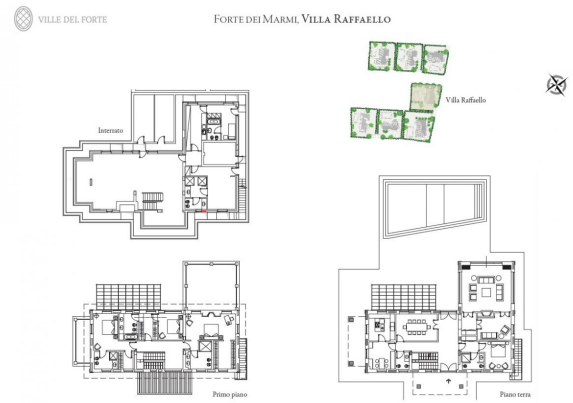 VILLE DEL FORTE
FORTE DEI MARMI, VILLA RAFFAELLO
Villa Raffaello
Interrato
Primo piano
Piano terra